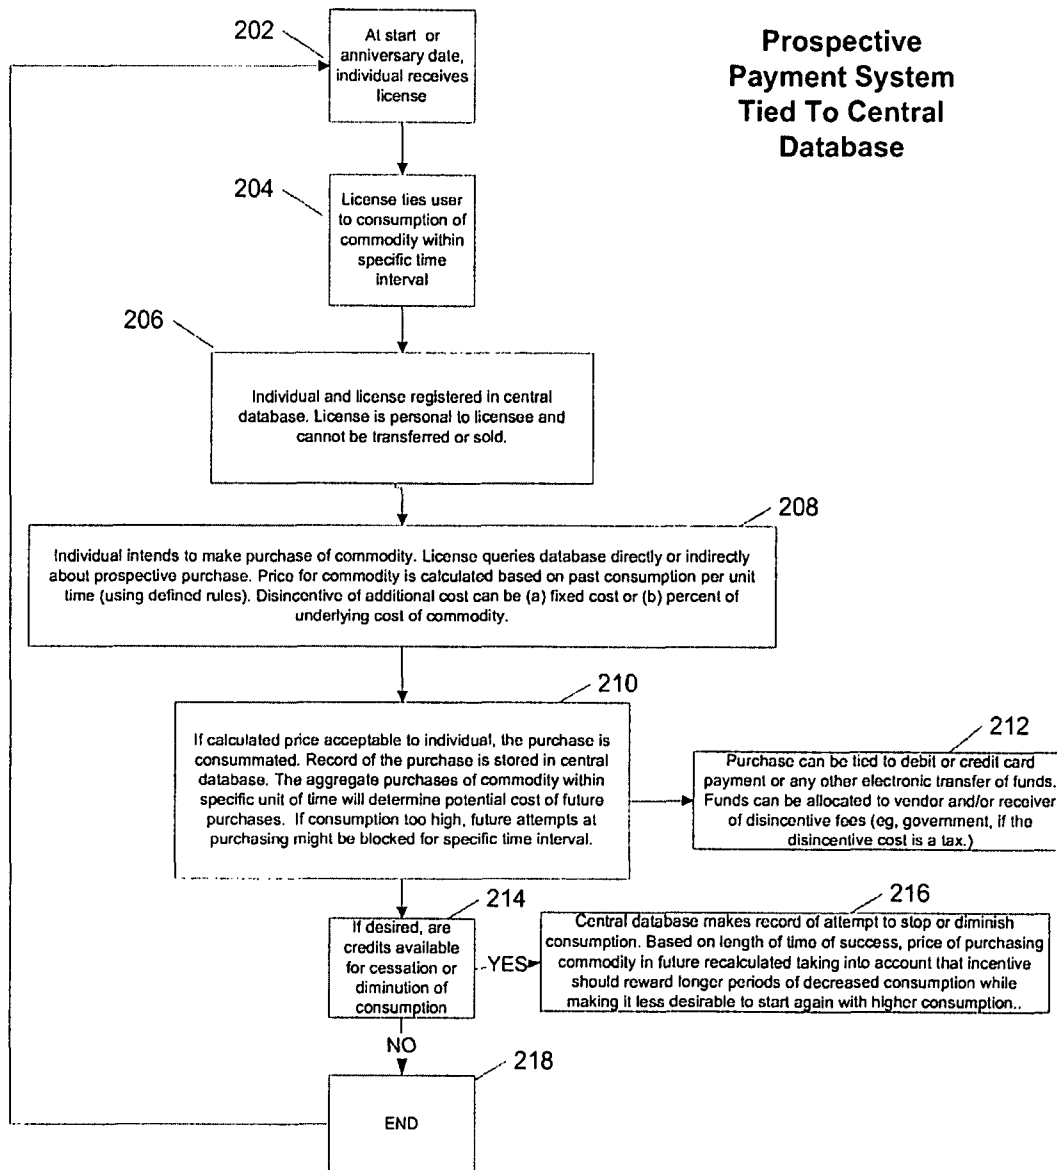 Prospective
Payment System
Tied To Central
Database
202
At start or
anniversary date,
individual receives
license
204
License ties user
to consumption of
commodity within
specific time
interval
206
Individual and license registered in central
database. License is personal to licensee and
cannot be transferred or sold.
208
Individual intends to make purchase of commodity. License queries database directly or indirectly
about prospective purchase. Price for commodity is calculated based on past consumption per unit
time (using defined rules). Disincentive of additional cost can be (a) fixed cost or (b) percent of
underlying cost of commodity.
210
If calculated price acceptable to individual, the purchase is
consummated. Record of the purchase is stored in central
database. The aggregate purchases of commodity within
specific unit of time will determine potential cost of future
purchases. If consumption too high, future attempts at
purchasing might be blocked for specific time interval.
212
Purchase can be tied to debit or credit card
payment or any other electronic transfer of funds.
Funds can be allocated to vendor and/or receiver
of disincentive fees (eg, government, if the
disincentive cost is a tax.)
214
If desired, are
credits available
for cessation or
diminution of
consumption
YES
216
Central database makes record of attempt to stop or diminish
consumption. Based on length of time of success, price of purchasing
commodity in future recalculated taking into account that incentive
should reward longer periods of decreased consumption while
making it less desirable to start again with higher consumption..
NO
218
END